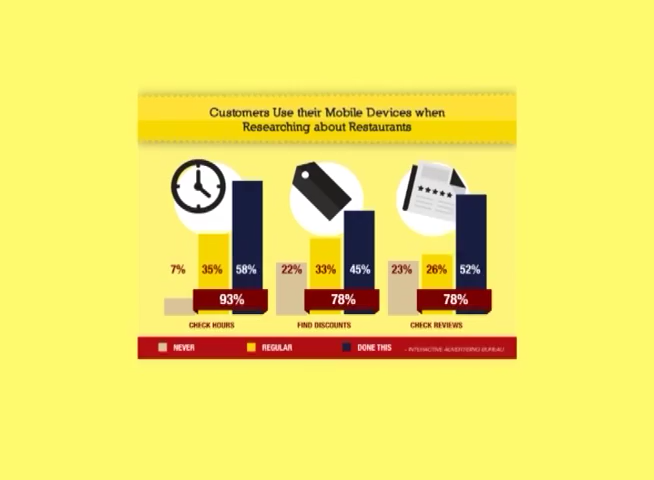 Customers Use their Mobile Devices when
Researching about Restaurants
7% 35% 58%
93%
CHECK HOURS
22% 33% 45%
78%
FIND DISCOUNTS
23% 26% 52%
78%
CHECK REVIEWS
NEVER REGULAR DONE THIS - INTERACTIVE ADVERTISING BUREAU